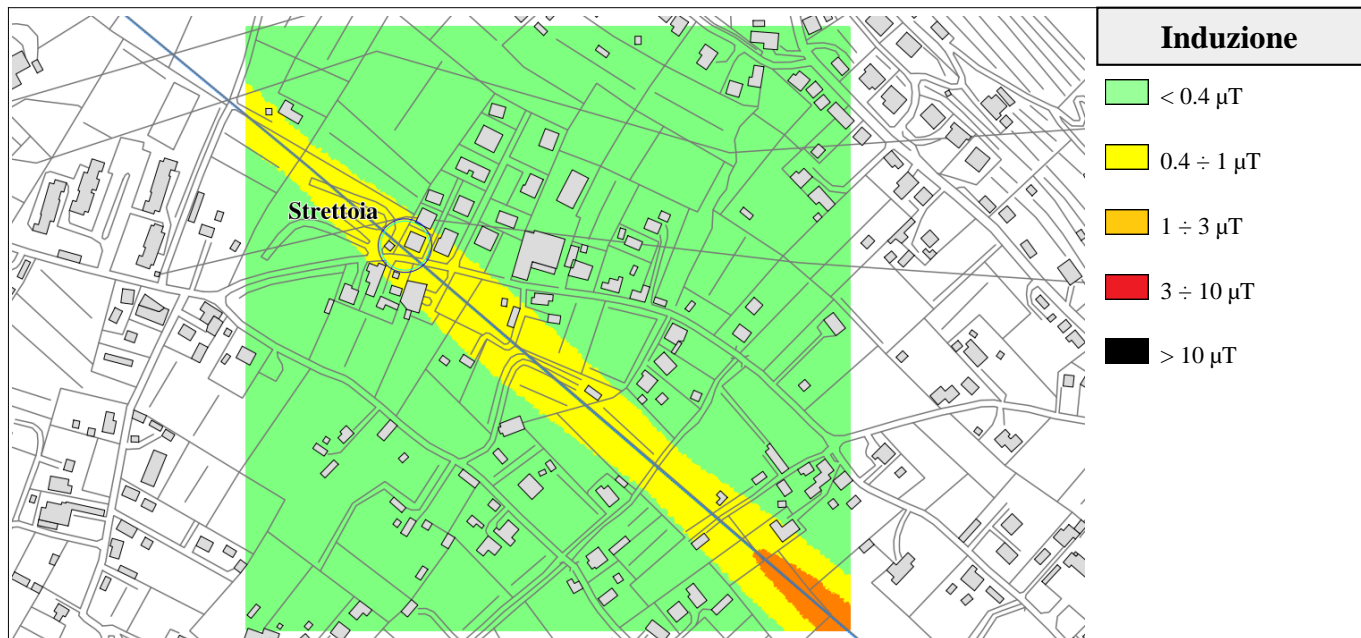 Induzione
< 0.4 µT
0.4 ÷ 1 µT
1 ÷ 3 µT
3 ÷ 10 µT
> 10 µT
Strettoia